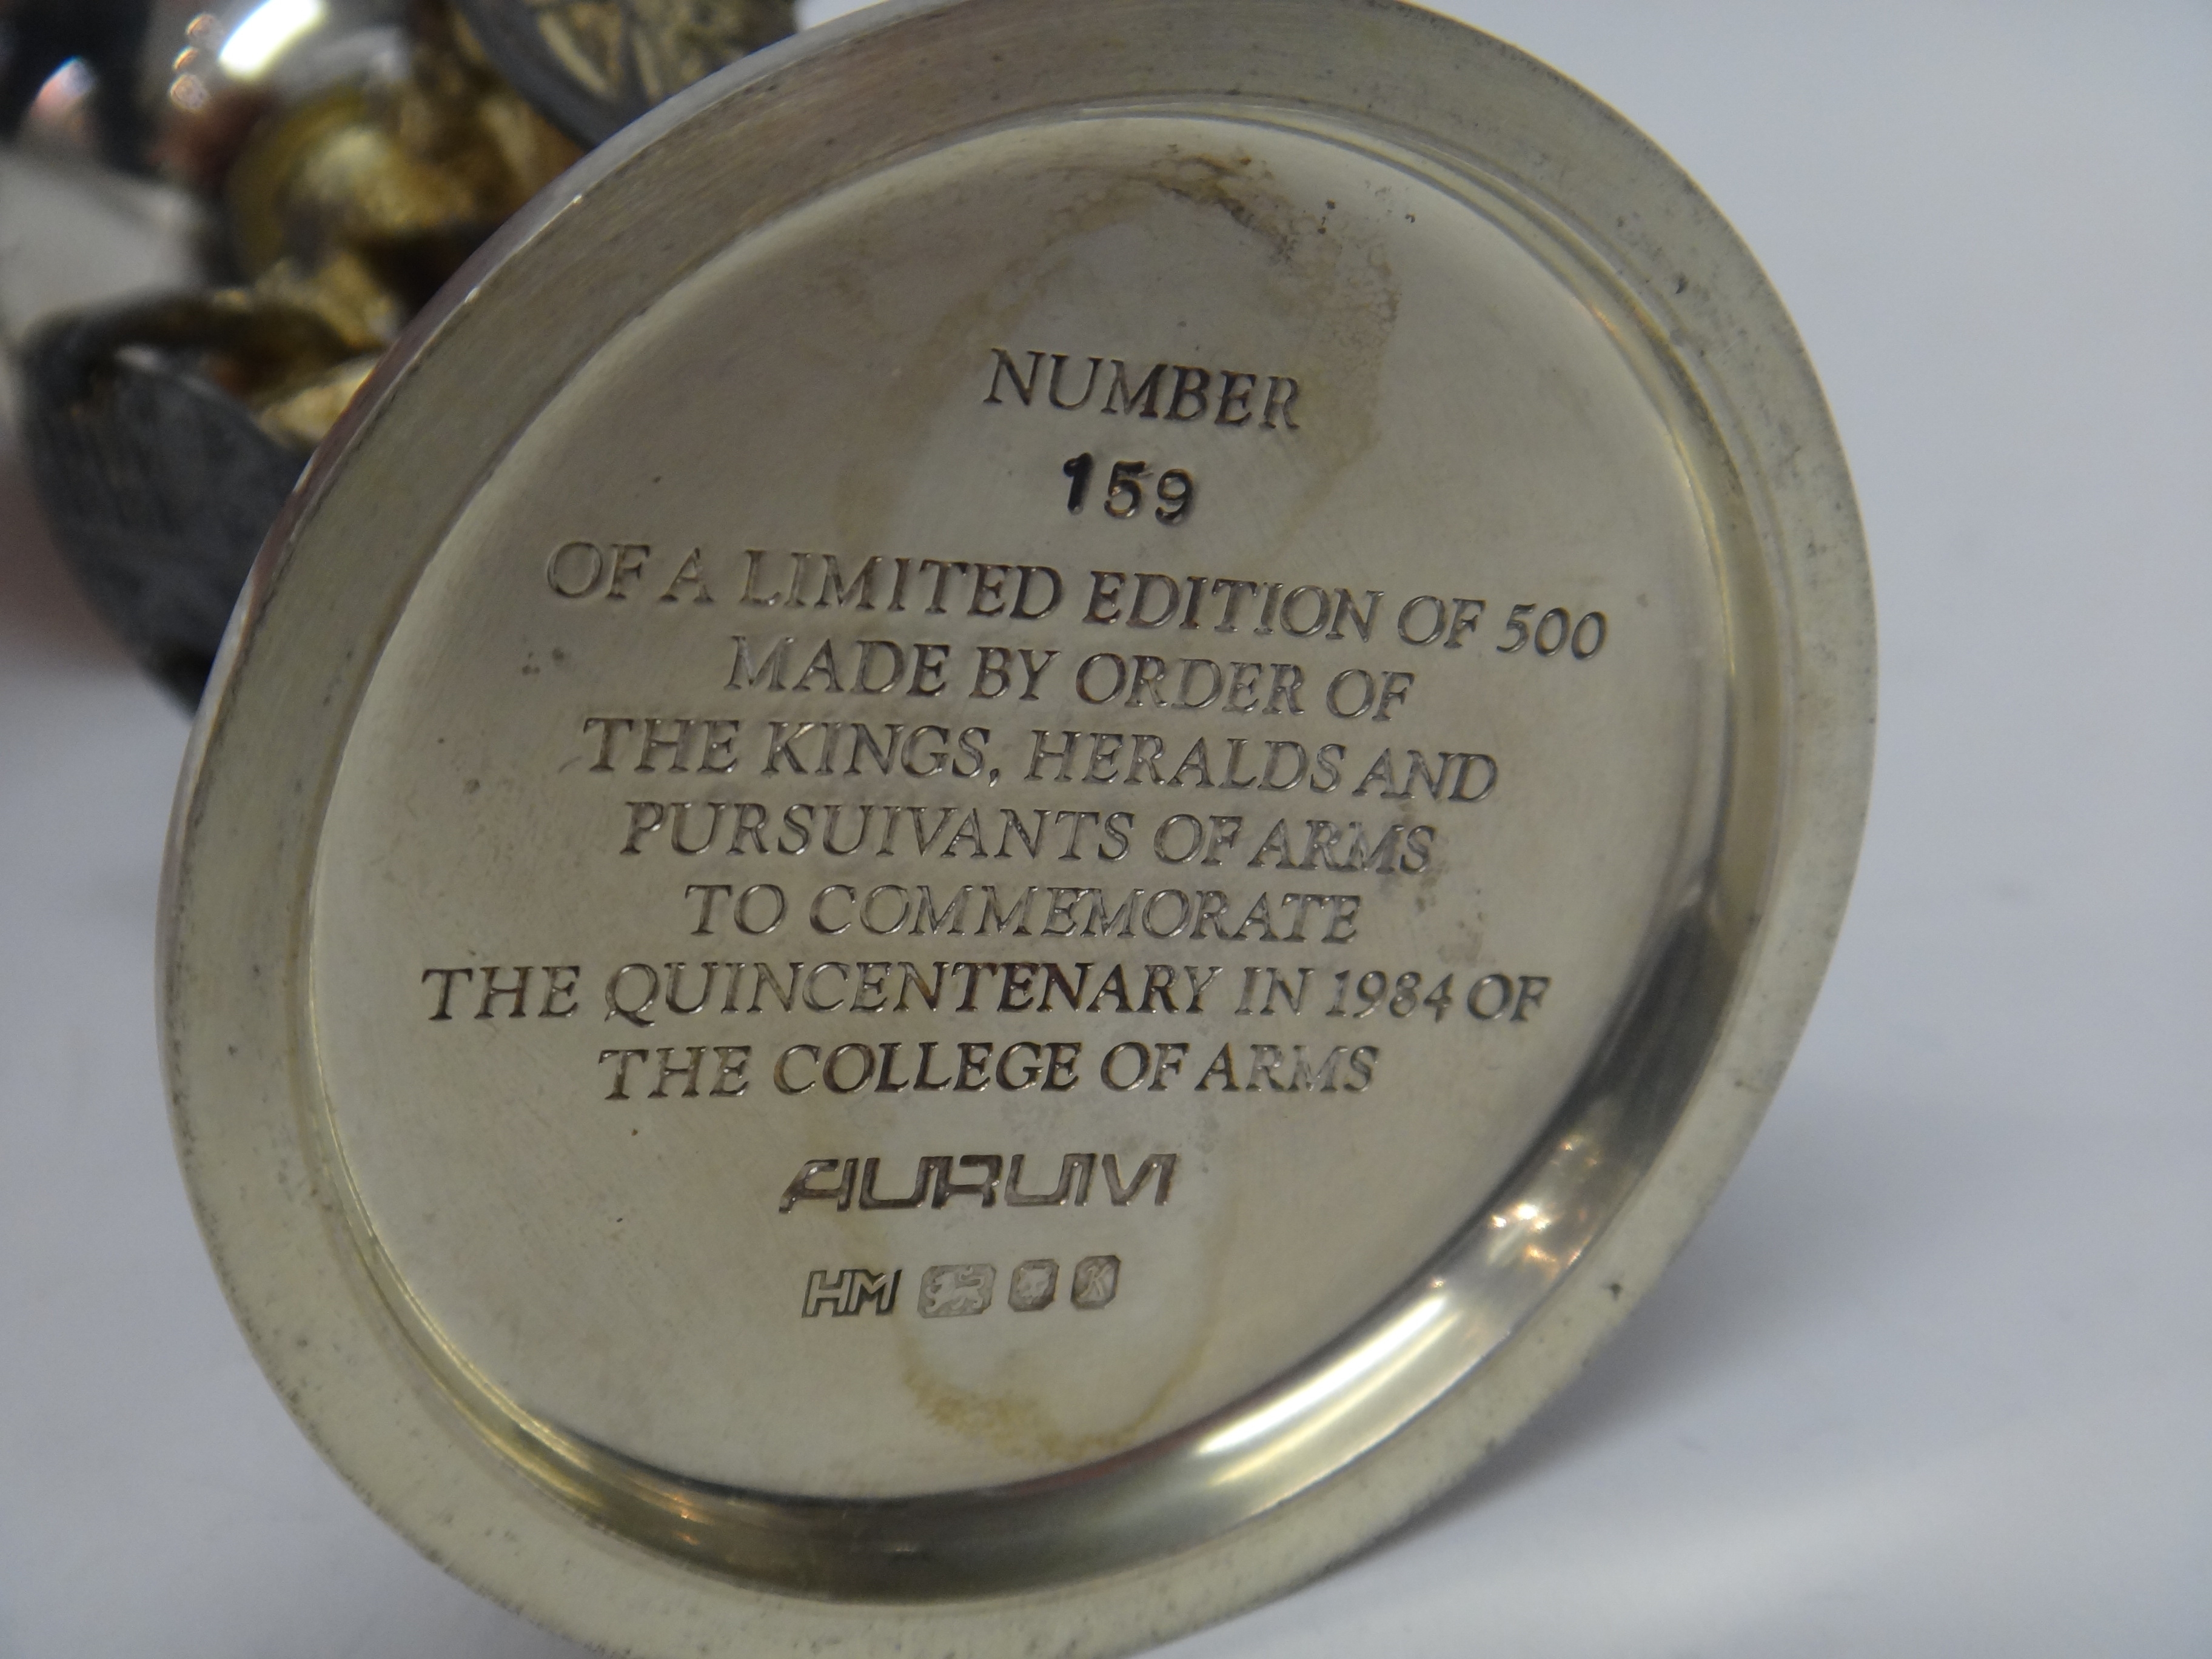 NUMBER
159
OF A LIMITED EDITION OF 500
MADE BY ORDER OF
THE KINGS, HERALDS AND
PURSUIVANTS OF ARMS
TO COMMEMORATE
THE QUINCENTENARY IN 1984 OF
THE COLLEGE OF ARMS
AURUM
HM K